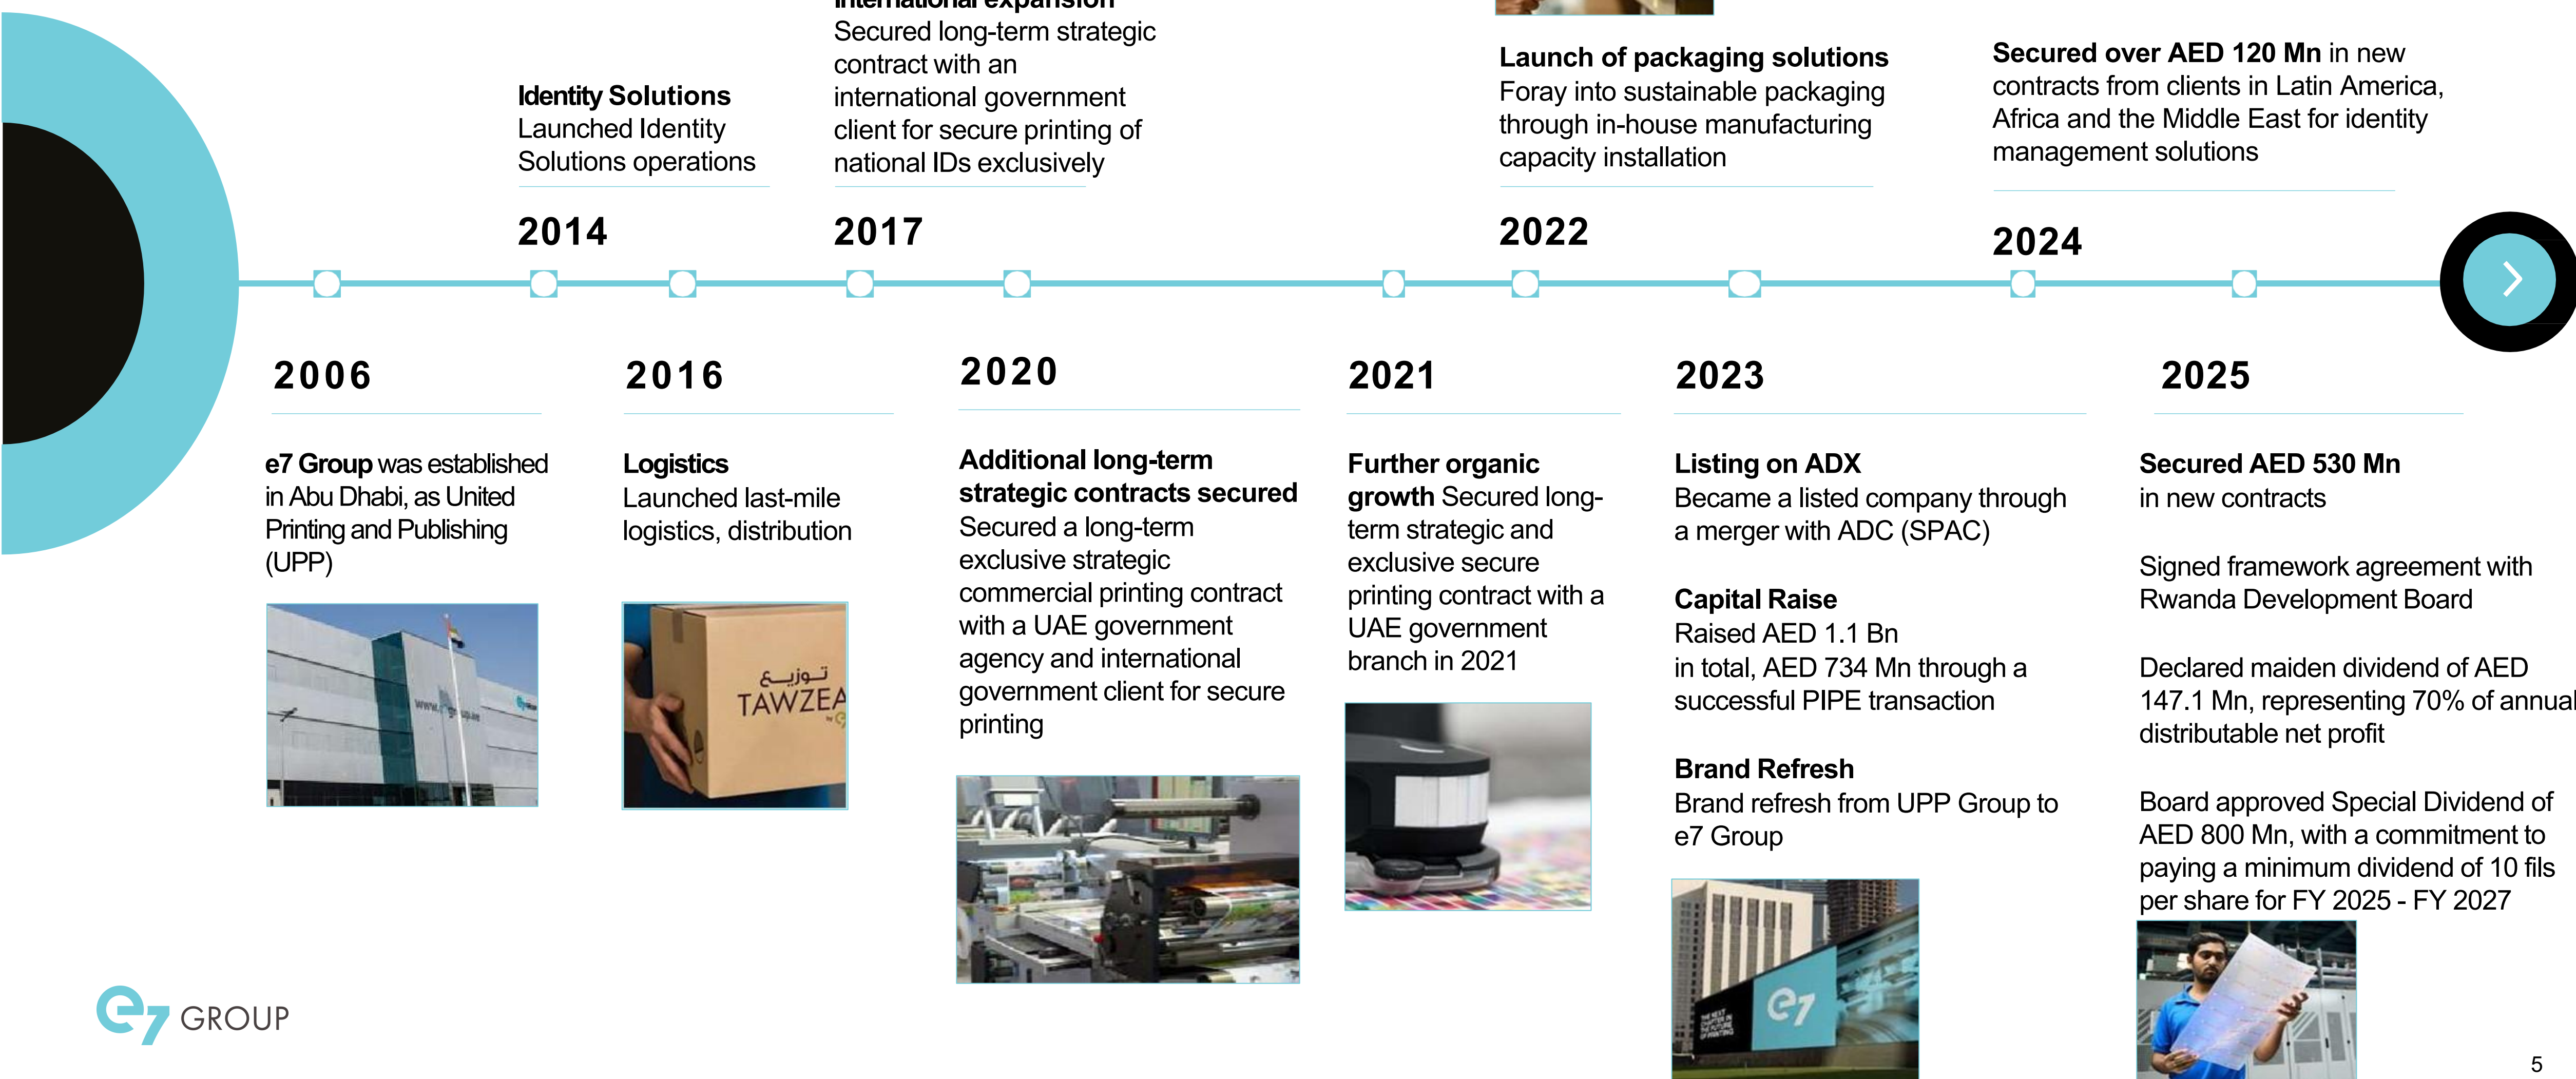 International expansion
Secured long-term strategic
contract with an
international government
client for secure printing of
national IDs exclusively
Identity Solutions
Launched Identity
Solutions operations
Launch of packaging solutions
Foray into sustainable packaging
through in-house manufacturing
capacity installation
Secured over AED 120 Mn in new
contracts from clients in Latin America,
Africa and the Middle East for identity
management solutions
2014
2017
2022
2024
2006
2016
2020
2021
2023
2025
e7 Group was established
in Abu Dhabi, as United
Printing and Publishing
(UPP)
Logistics
Launched last-mile
logistics, distribution
توزيع
TAWZEA
by e7
Additional long-term
strategic contracts secured
Secured a long-term
exclusive strategic
commercial printing contract
with a UAE government
agency and international
government client for secure
printing
Further organic
growth Secured long-
term strategic and
exclusive secure
printing contract with a
UAE government
branch in 2021
Listing on ADX
Became a listed company through
a merger with ADC (SPAC)
Capital Raise
Raised AED 1.1 Bn
in total, AED 734 Mn through a
successful PIPE transaction
Brand Refresh
Brand refresh from UPP Group to
e7 Group
THE NEXT
CHAPTER IN
THE FUTURE
OF PRINTING
e7
Secured AED 530 Mn
in new contracts
Signed framework agreement with
Rwanda Development Board
Declared maiden dividend of AED
147.1 Mn, representing 70% of annual
distributable net profit
Board approved Special Dividend of
AED 800 Mn, with a commitment to
paying a minimum dividend of 10 fils
per share for FY 2025 - FY 2027
e7 GROUP
5